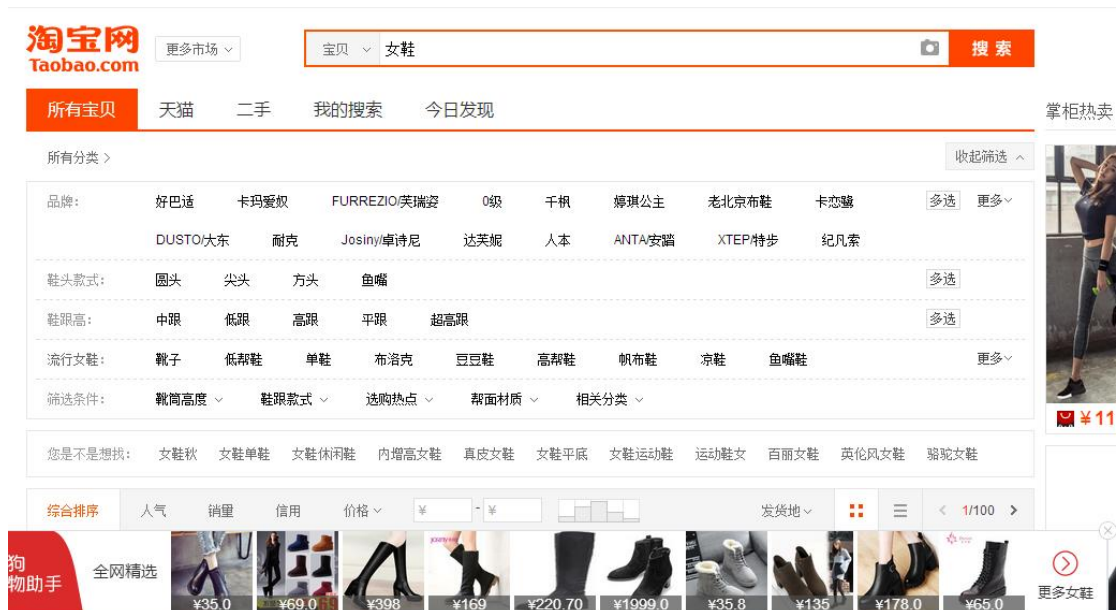 淘宝网
Taobao.com
更多市场
宝贝 女鞋
搜索
所有宝贝 天猫 二手 我的搜索 今日发现
掌柜热卖
所有分类 >
收起筛选
品牌： 好巴适 卡玛爱奴 FURREZIO/芙瑞姿 0级 千枫 婷琪公主 老北京布鞋 卡恋骉 多选 更多
DUSTO/大东 耐克 Josiny/卓诗尼 达芙妮 人本 ANTA/安踏 XTEP/特步 纪凡索
鞋头款式： 圆头 尖头 方头 鱼嘴 多选
鞋跟高： 中跟 低跟 高跟 平跟 超高跟 多选
流行女鞋： 靴子 低帮鞋 单鞋 布洛克 豆豆鞋 高帮鞋 帆布鞋 凉鞋 鱼嘴鞋 更多
筛选条件： 靴筒高度 鞋跟款式 选购热点 帮面材质 相关分类
¥11
您是不是想找： 女鞋秋 女鞋单鞋 女鞋休闲鞋 内增高女鞋 真皮女鞋 女鞋平底 女鞋运动鞋 运动鞋女 百丽女鞋 英伦风女鞋 骆驼女鞋
综合排序 人气 销量 信用 价格 ¥ - ¥ 发货地 < 1/100 >
狗
物助手
全网精选
¥35.0 ¥69.0 ¥398 ¥169 ¥220.70 ¥1999.0 ¥35.8 ¥135 ¥178.0 ¥65.0
更多女鞋